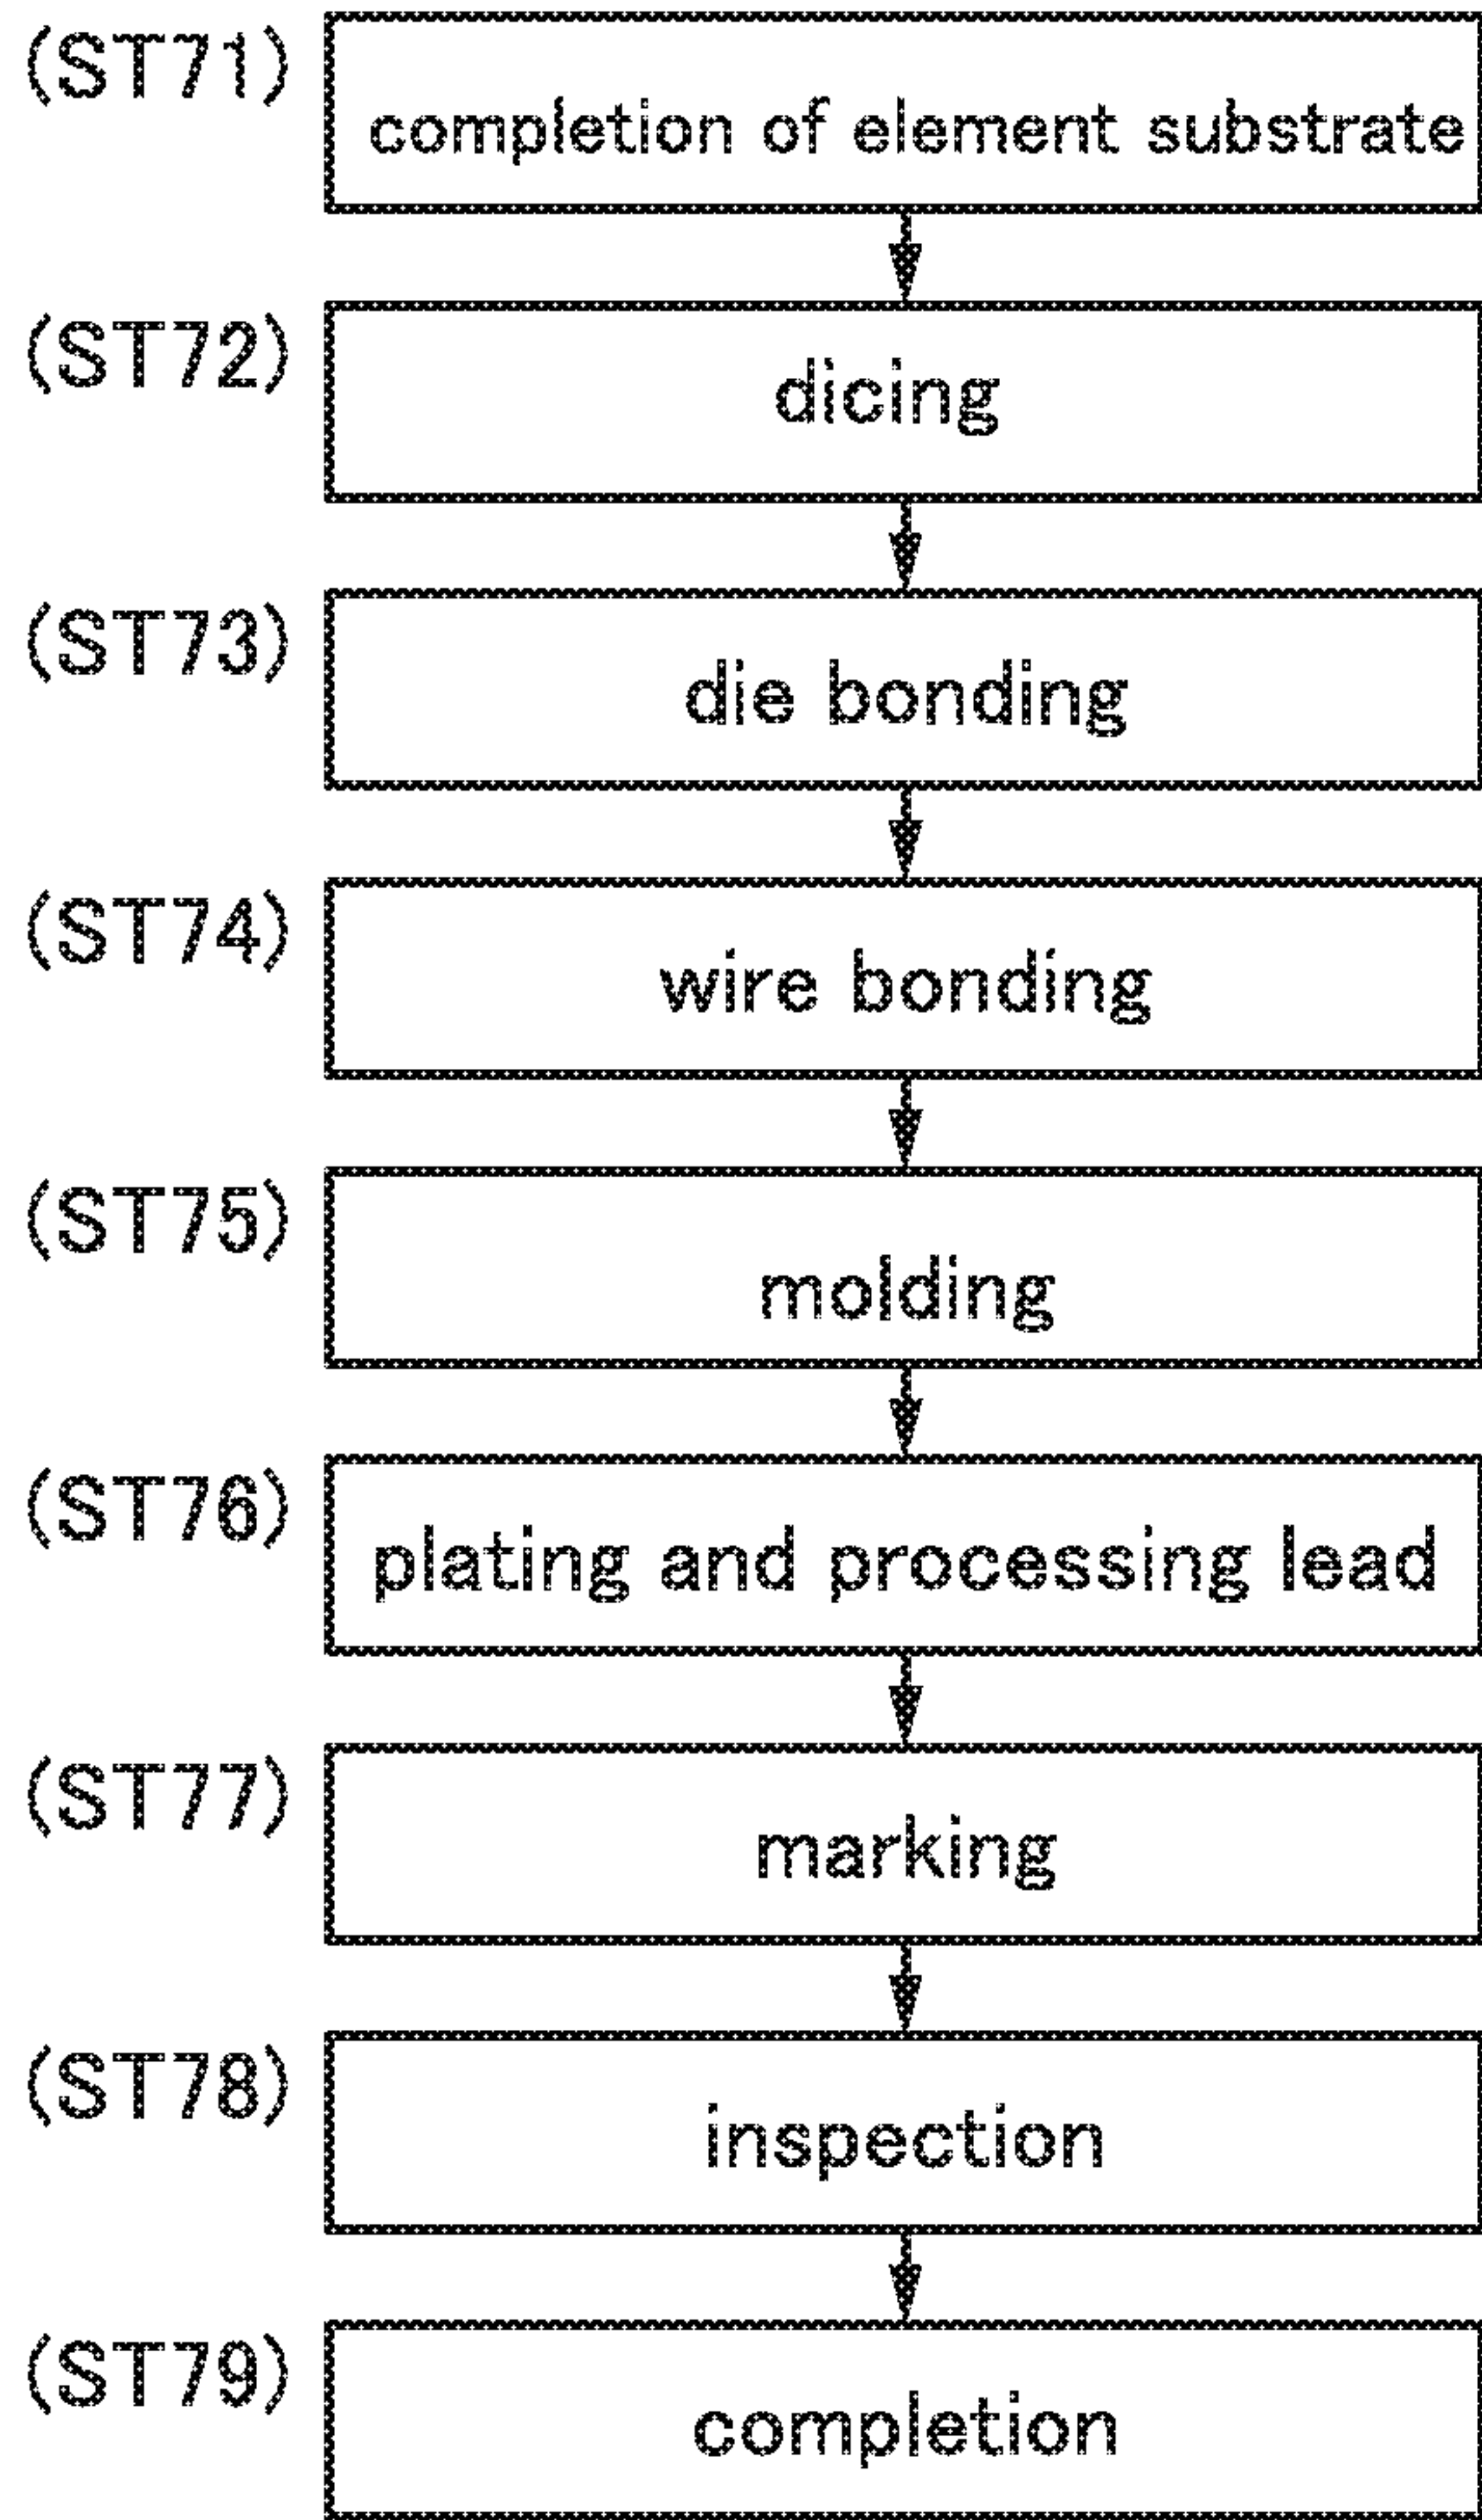 (ST71)
completion of element substrate
(ST72)
dicing
(ST73)
die bonding
(ST74)
wire bonding
(ST75)
molding
(ST76)
plating and processing lead
(ST77)
marking
(ST78)
inspection
(ST79)
completion